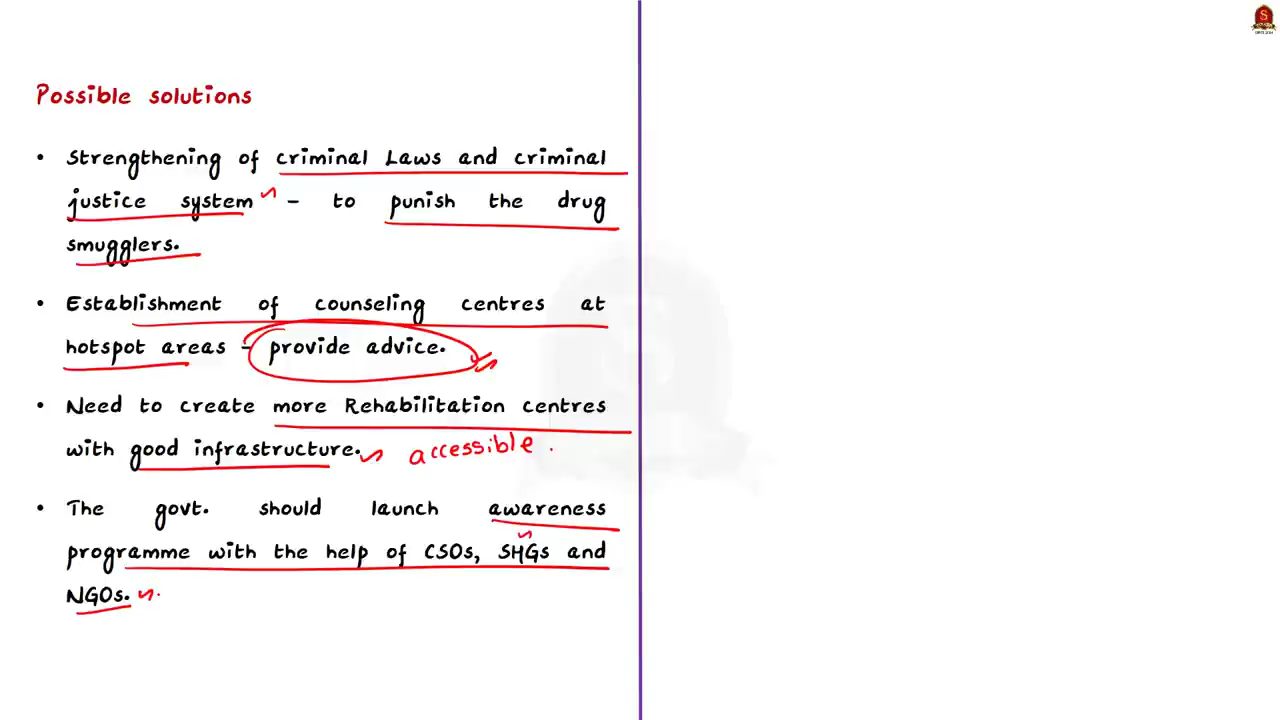 Possible solutions
• Strengthening of criminal Laws and criminal
justice system - to punish the drug
smugglers.
• Establishment of counseling centres at
hotspot areas - provide advice.
• Need to create more Rehabilitation centres
with good infrastructure. accessible.
• The govt. should launch awareness
programme with the help of CSOs, SHGs and
NGOs.